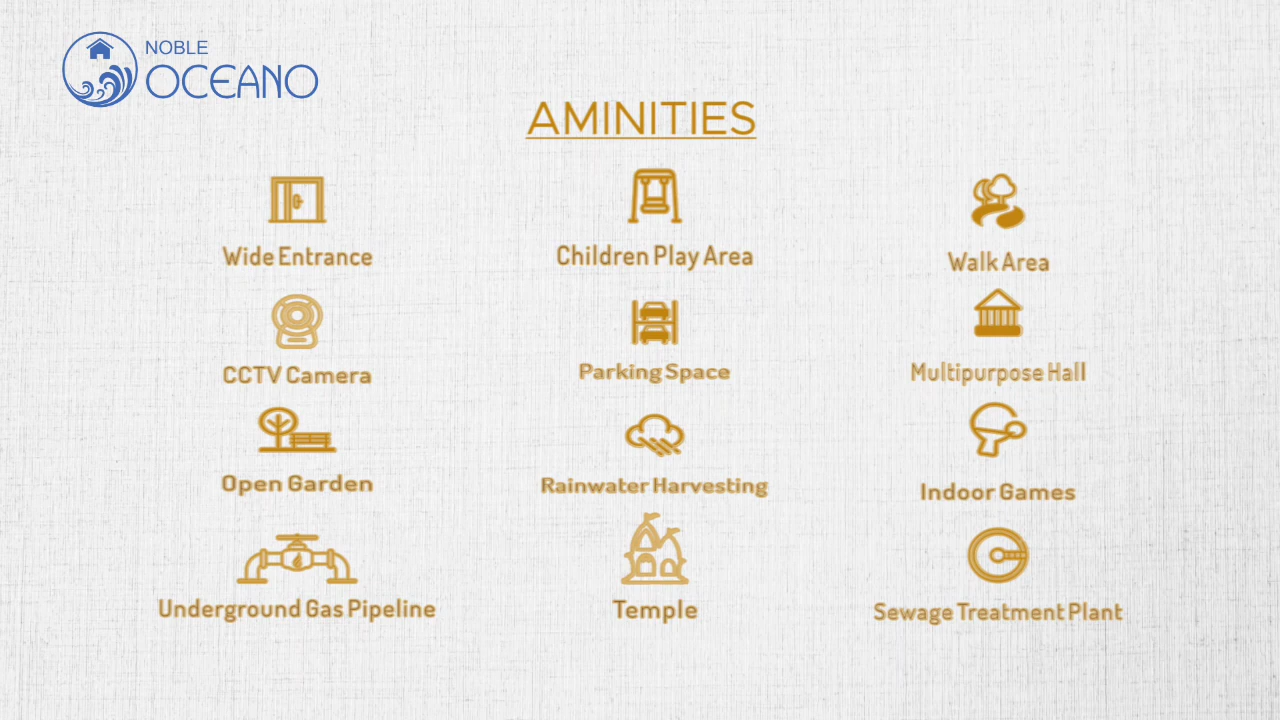 NOBLE
OCEANO
AMINITIES
Wide Entrance
Children Play Area
Walk Area
CCTV Camera
Parking Space
Multipurpose Hall
Open Garden
Rainwater Harvesting
Indoor Games
Underground Gas Pipeline
Temple
Sewage Treatment Plant